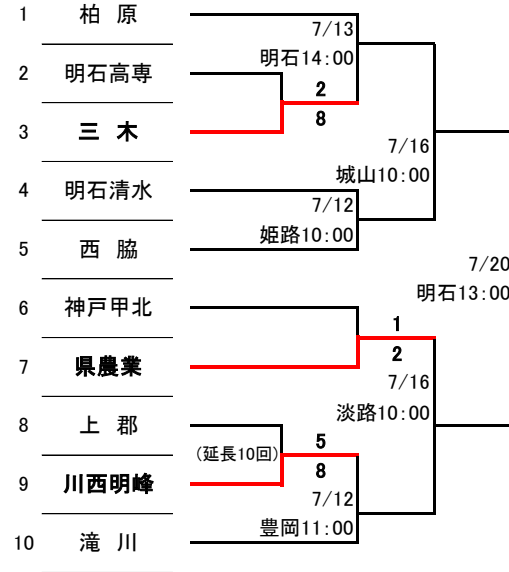 1 柏 原
7/13
明石14:00
2 明石高専
2
8
3 三 木
7/16
城山10:00
4 明石清水
7/12
姫路10:00
5 西 脇
7/20
明石13:00
6 神戸甲北
1
2
7 県農業
7/16
淡路10:00
8 上 郡
(延長10回)
5
8
9 川西明峰
7/12
豊岡11:00
10 滝 川